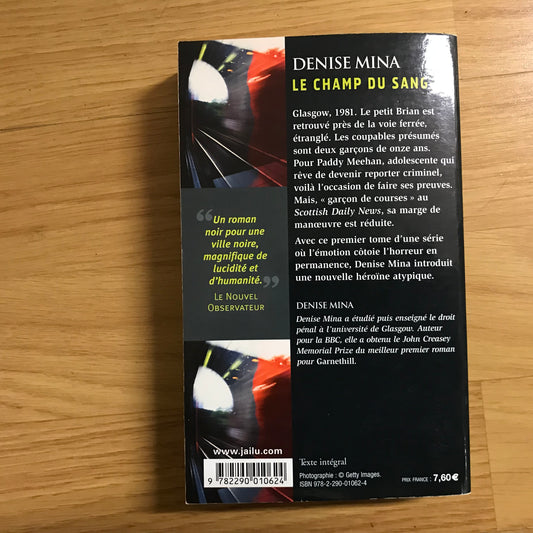 DENISE MINA
LE CHAMP DU SANG
Glasgow, 1981. Le petit Brian est
retrouvé près de la voie ferrée,
étranglé. Les coupables présumés
sont deux garçons de onze ans.
Pour Paddy Meehan, adolescente qui
rêve de devenir reporter criminel,
voilà l'occasion de faire ses preuves.
Mais, « garçon de courses » au
Scottish Daily News, sa marge de
manœuvre est réduite.
Avec ce premier tome d'une série
où l'émotion côtoie l'horreur en
permanence, Denise Mina introduit
une nouvelle héroïne atypique.
“Un roman
noir pour une
ville noire,
magnifique de
lucidité et
d'humanité.”
LE NOUVEL
OBSERVATEUR
DENISE MINA
Denise Mina a étudié puis enseigné le droit
pénal à l'université de Glasgow. Auteur
pour la BBC, elle a obtenu le John Creasey
Memorial Prize du meilleur premier roman
pour Garnethill.
www.jailu.com
9 782290 010624
Texte intégral
Photographie : © Getty Images.
ISBN 978-2-290-01062-4
PRIX FRANCE : 7,60€